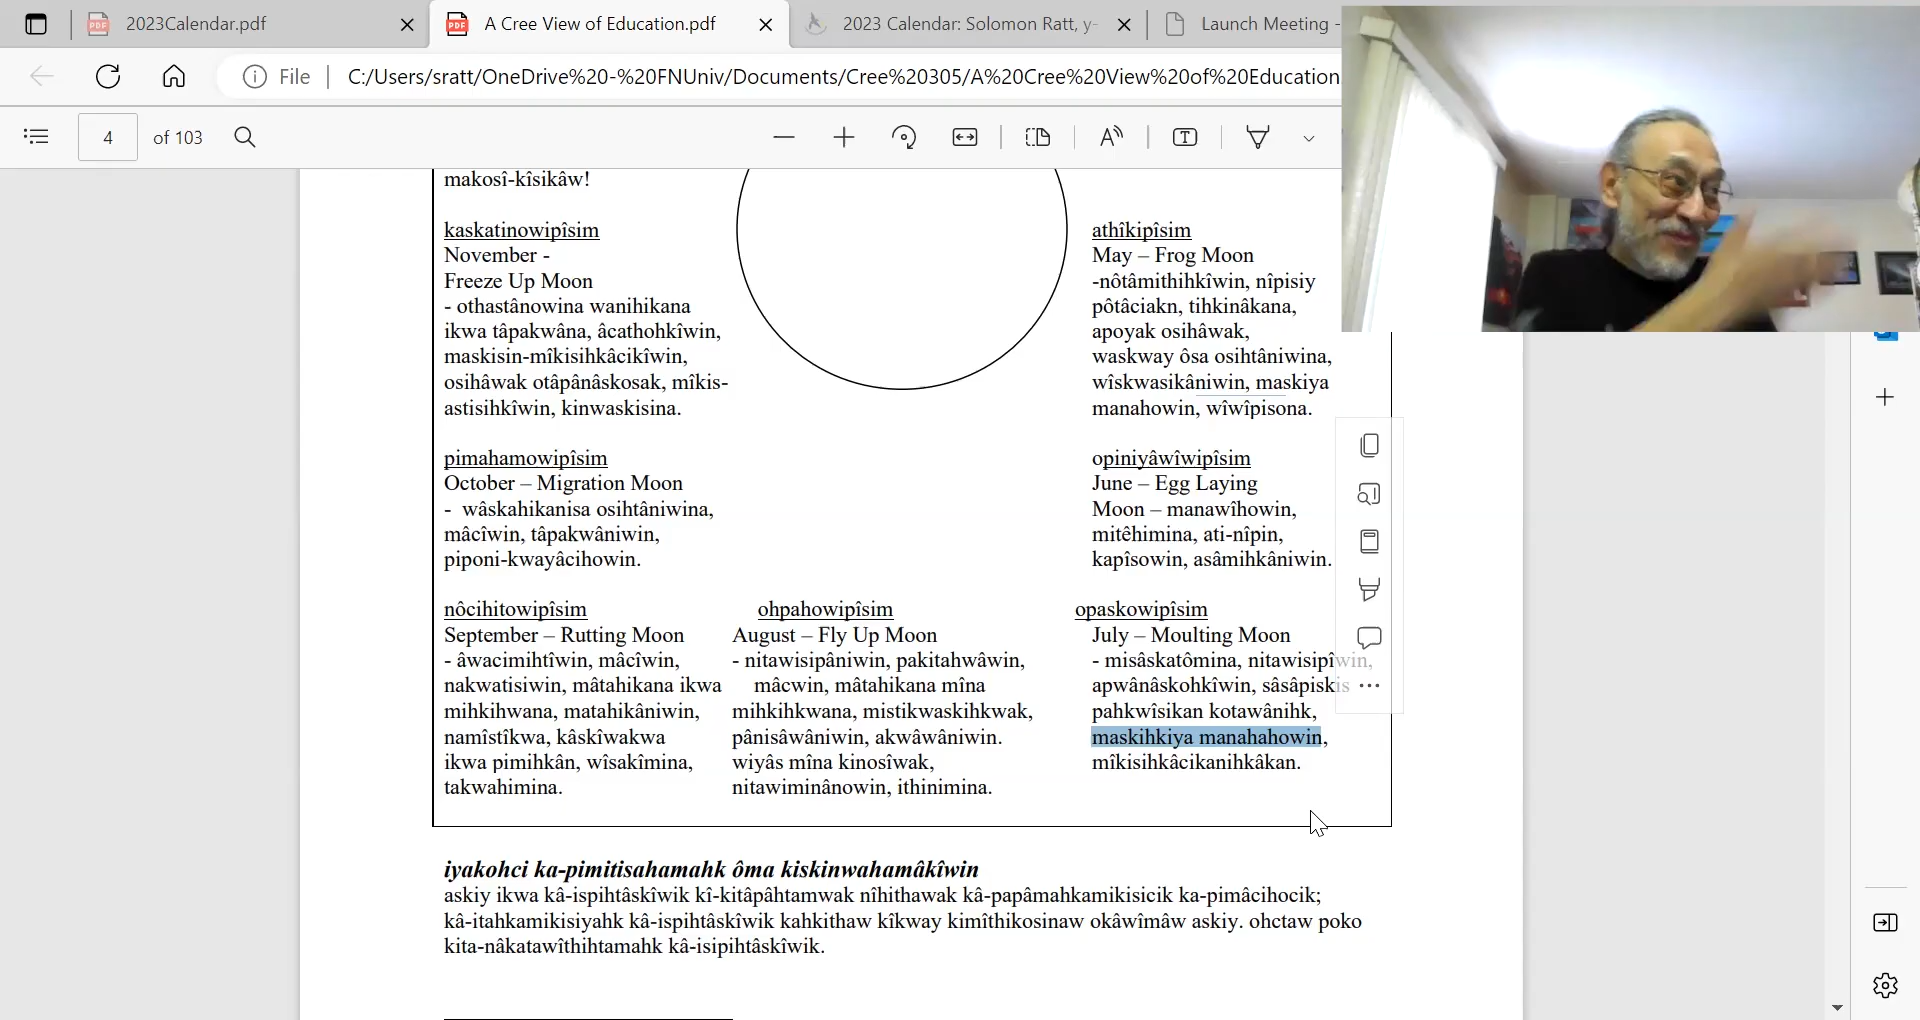 2023Calendar.pdf
A Cree View of Education.pdf
2023 Calendar: Solomon Ratt, y-
Launch Meeting -
File
C:/Users/sratt/OneDrive%20-%20FNUniv/Documents/Cree%20305/A%20Cree%20View%20of%20Education
4 of 103
makosî-kîsikâw!
kaskatinowipîsim
November -
Freeze Up Moon
- othastânowina wanihikana
ikwa tâpakwâna, âcathohkîwin,
maskisin-mîkisihkâcikîwin,
osihâwak otâpânâskosak, mîkis-
astisihkîwin, kinwaskisina.
athîkipîsim
May – Frog Moon
-nôtâmithihkîwin, nîpisiy
pôtâciakn, tihkinâkana,
apoyak osihâwak,
waskway ôsa osihtâniwina,
wîskwasikâniwin, maskiya
manahowin, wîwîpisona.
pimahamowipîsim
October – Migration Moon
- wâskahikanisa osihtâniwina,
mâcîwin, tâpakwâniwin,
piponi-kwayâcihowin.
opiniyâwîwipîsim
June – Egg Laying
Moon – manawîhowin,
mitêhimina, ati-nîpin,
kapîsowin, asâmihkâniwin.
nôcihitowipîsim
September – Rutting Moon
- âwacimihtîwin, mâcîwin,
nakwatisiwin, mâtahikana ikwa
mihkihwana, matahikâniwin,
namîstîkwa, kâskîwakwa
ikwa pimihkân, wîsakîmina,
takwahimina.
ohpahowipîsim
August – Fly Up Moon
- nitawisipâniwin, pakitahwâwin,
mâcwin, mâtahikana mîna
mihkihkwana, mistikwaskihkwak,
pânisâwâniwin, akwâwâniwin.
wiyâs mîna kinosîwak,
nitawiminânowin, ithinimina.
opaskowipîsim
July – Moulting Moon
- misâskatômina, nitawisipîwin,
apwânâskohkîwin, sâsâpiskis
pahkwîsikan kotawânihk,
maskihkiya manahahowin,
mîkisihkâcikanihkâkan.
iyakohci ka-pimitisahamahk ôma kiskinwahamâkîwin
askiy ikwa kâ-ispihtâskîwik kî-kitâpâhtamwak nîhithawak kâ-papâmahkamikisicik ka-pimâcihocik;
kâ-itahkamikisiyahk kâ-ispihtâskîwik kahkithaw kîkway kimîthikosinaw okâwîmâw askiy. ohctaw poko
kita-nâkatawîthihtamahk kâ-isipihtâskîwik.